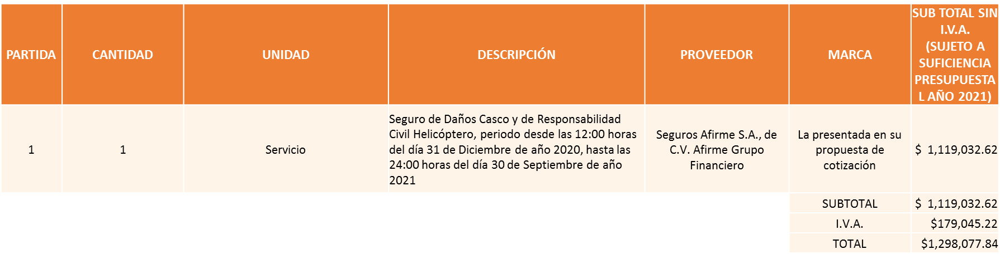 PARTIDA
CANTIDAD
UNIDAD
DESCRIPCIÓN
PROVEEDOR
MARCA
SUB TOTAL SIN
I.V.A.
(SUJETO A
SUFICIENCIA
PRESUPUESTA
L AÑO 2021)
1
1
Servicio
Seguro de Daños Casco y de Responsabilidad
Civil Helicóptero, periodo desde las 12:00 horas
del día 31 de Diciembre de año 2020, hasta las
24:00 horas del día 30 de Septiembre de año
2021
Seguros Afirme S.A., de
C.V. Afirme Grupo
Financiero
La presentada en su
propuesta de
cotización
$ 1,119,032.62
SUBTOTAL
$ 1,119,032.62
I.V.A.
$179,045.22
TOTAL
$1,298,077.84